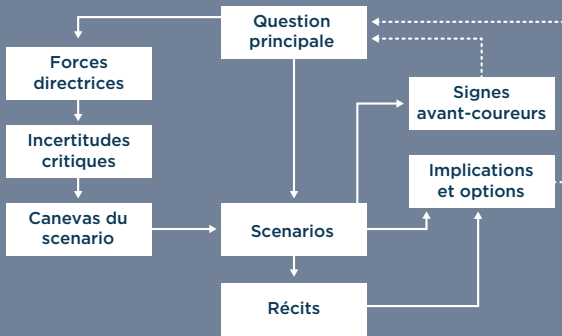 Question
principale
Forces
directrices
Signes
avant-coureurs
Incertitudes
critiques
Implications
et options
Canevas du
scenario
Scenarios
Récits